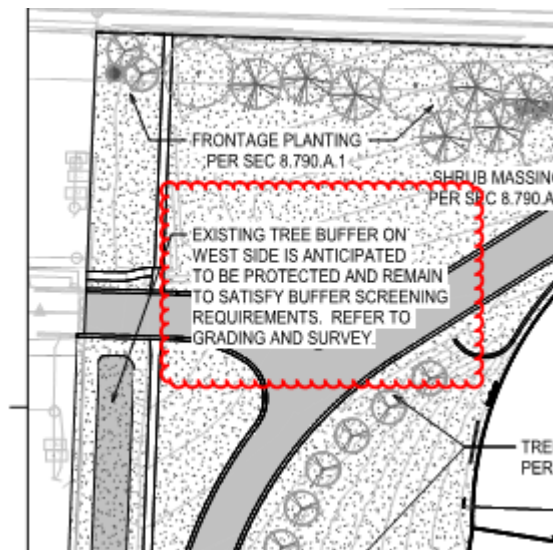 FRONTAGE PLANTING
PER SEC 8.790.A.1
SHRUB MASSING
PER SEC 8.790.A
EXISTING TREE BUFFER ON
WEST SIDE IS ANTICIPATED
TO BE PROTECTED AND REMAIN
TO SATISFY BUFFER SCREENING
REQUIREMENTS. REFER TO
GRADING AND SURVEY.
TREE
PER